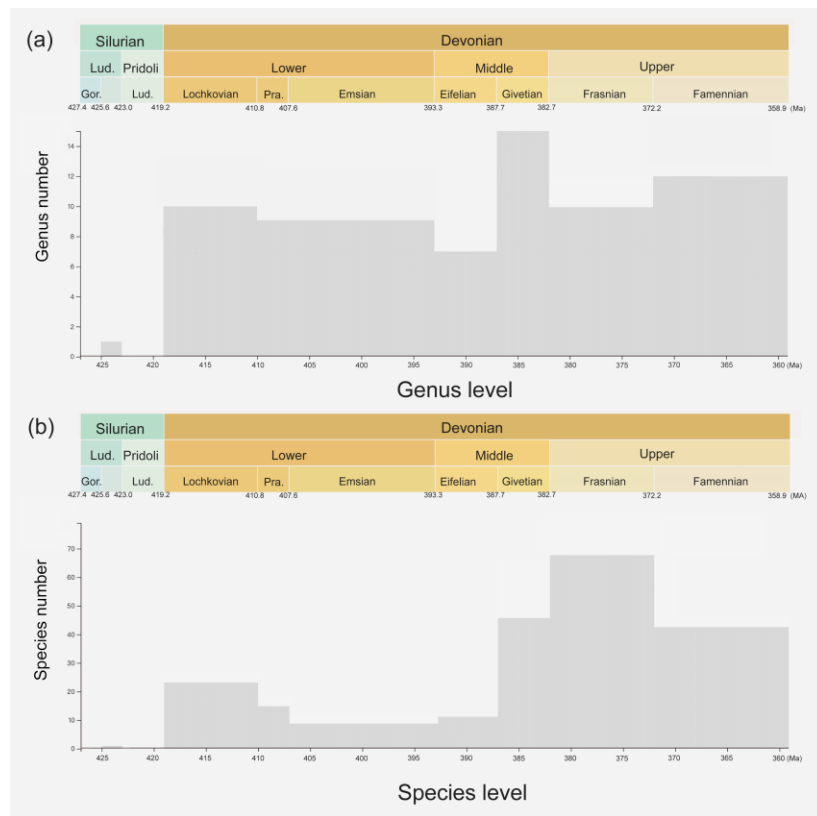 (a)
Silurian Devonian
Lud. Pridoli Lower Middle Upper
Gor. Lud. Lochkovian Pra. Emsian Eifelian Givetian Frasnian Famennian
427.4 425.6 423.0 419.2 410.8 407.6 393.3 387.7 382.7 372.2 358.9 (Ma)
Genus number
14
12
10
8
6
4
2
0
425 420 415 410 405 400 395 390 385 380 375 370 365 360 (Ma)
Genus level
(b)
Silurian Devonian
Lud. Pridoli Lower Middle Upper
Gor. Lud. Lochkovian Pra. Emsian Eifelian Givetian Frasnian Famennian
427.4 425.6 423.0 419.2 410.8 407.6 393.3 387.7 382.7 372.2 358.9 (MA)
Species number
70
60
50
40
30
20
10
0
425 420 415 410 405 400 395 390 385 380 375 370 365 360 (Ma)
Species level